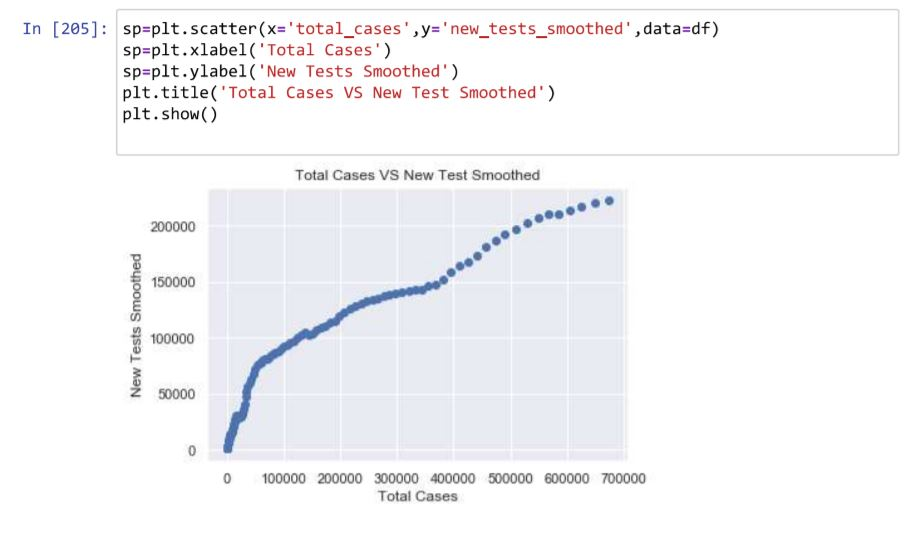 In [205]: sp=plt.scatter(x='total_cases',y='new_tests_smoothed',data=df)
sp=plt.xlabel('Total Cases')
sp=plt.ylabel('New Tests Smoothed')
plt.title('Total Cases VS New Test Smoothed')
plt.show()
Total Cases VS New Test Smoothed
New Tests Smoothed
200000
150000
100000
50000
0
0 100000 200000 300000 400000 500000 600000 700000
Total Cases